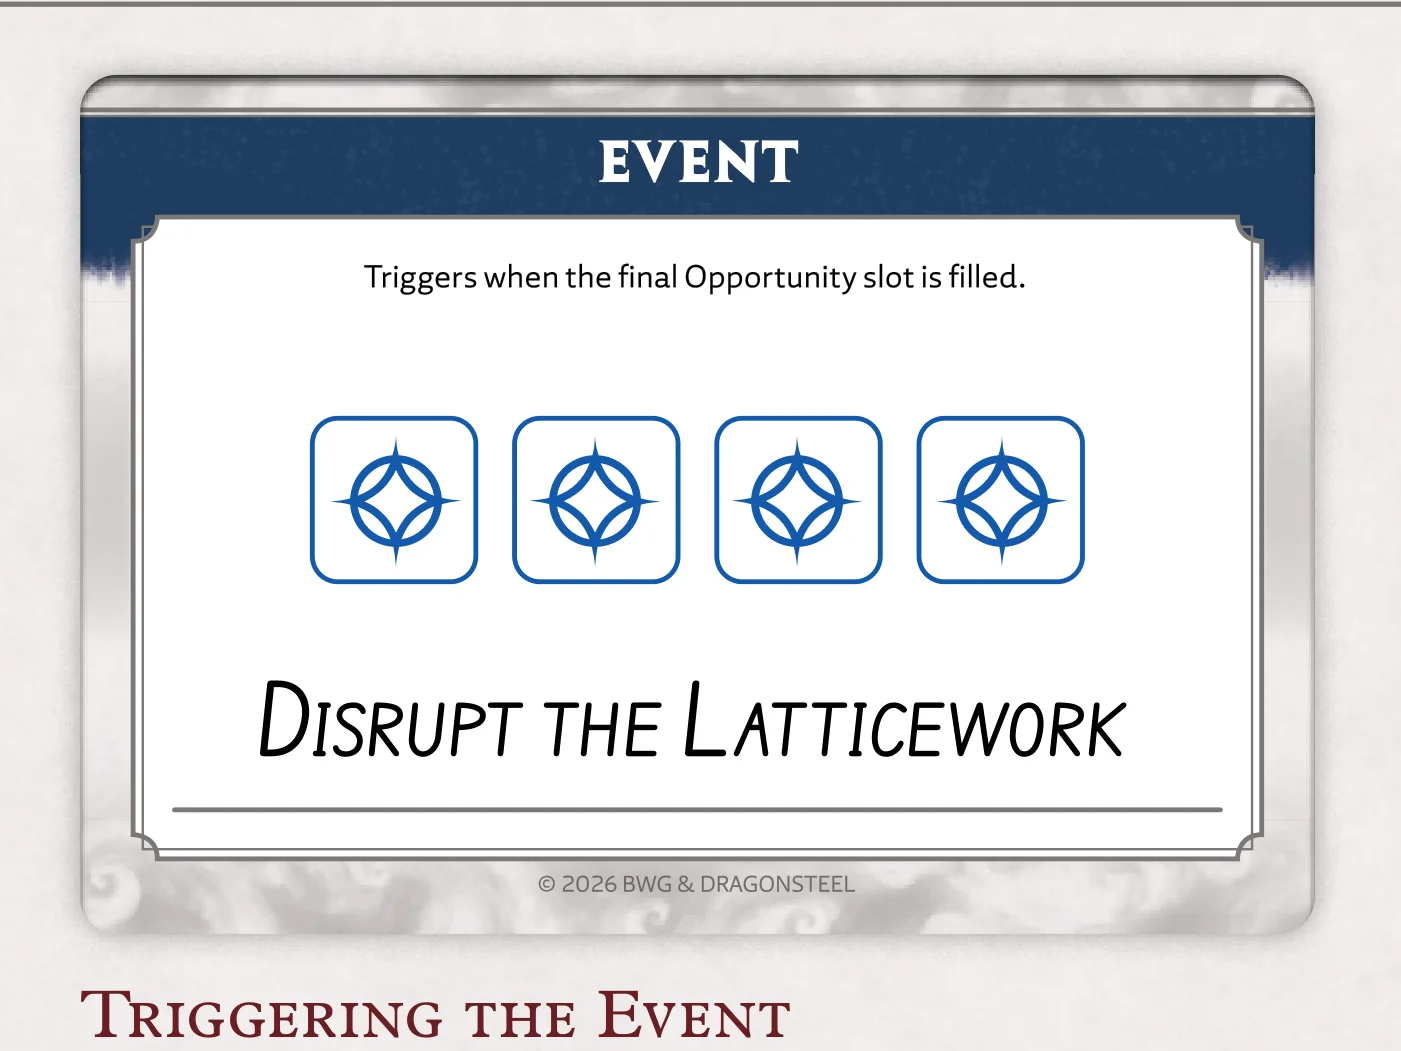 EVENT
Triggers when the final Opportunity slot is filled.
Disrupt the Latticework
© 2026 BWG & DRAGONSTEEL
Triggering the Event